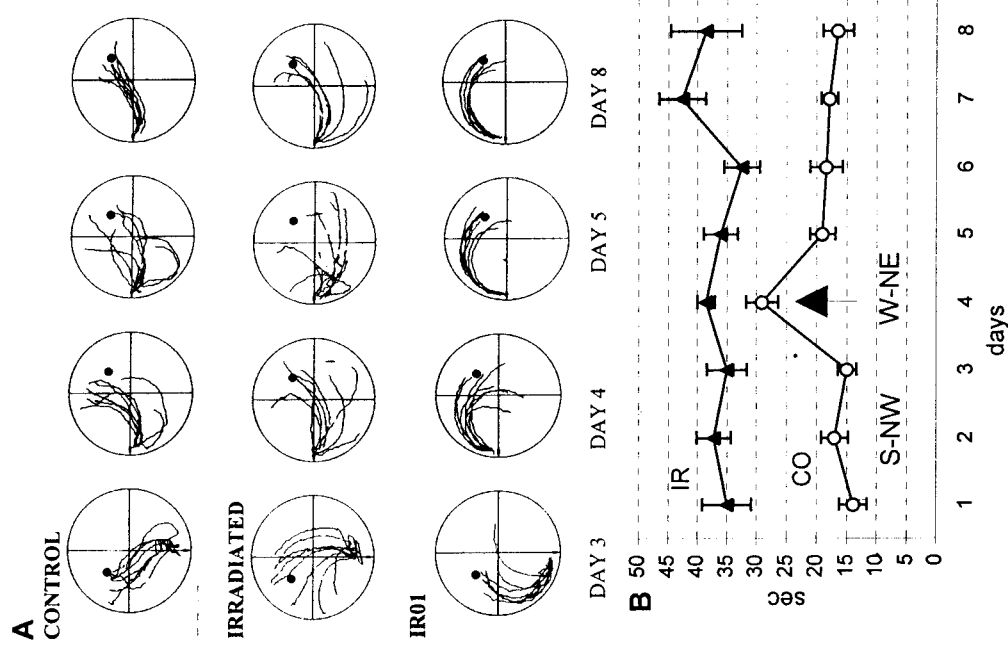 A
CONTROL
IRRADIATED
IR01
DAY 3
DAY 4
DAY 5
DAY 8
B
50
45
40
35
30
25
20
15
10
5
0
sec
IR
CO
S-NW
W-NE
1
2
3
4
5
6
7
8
days